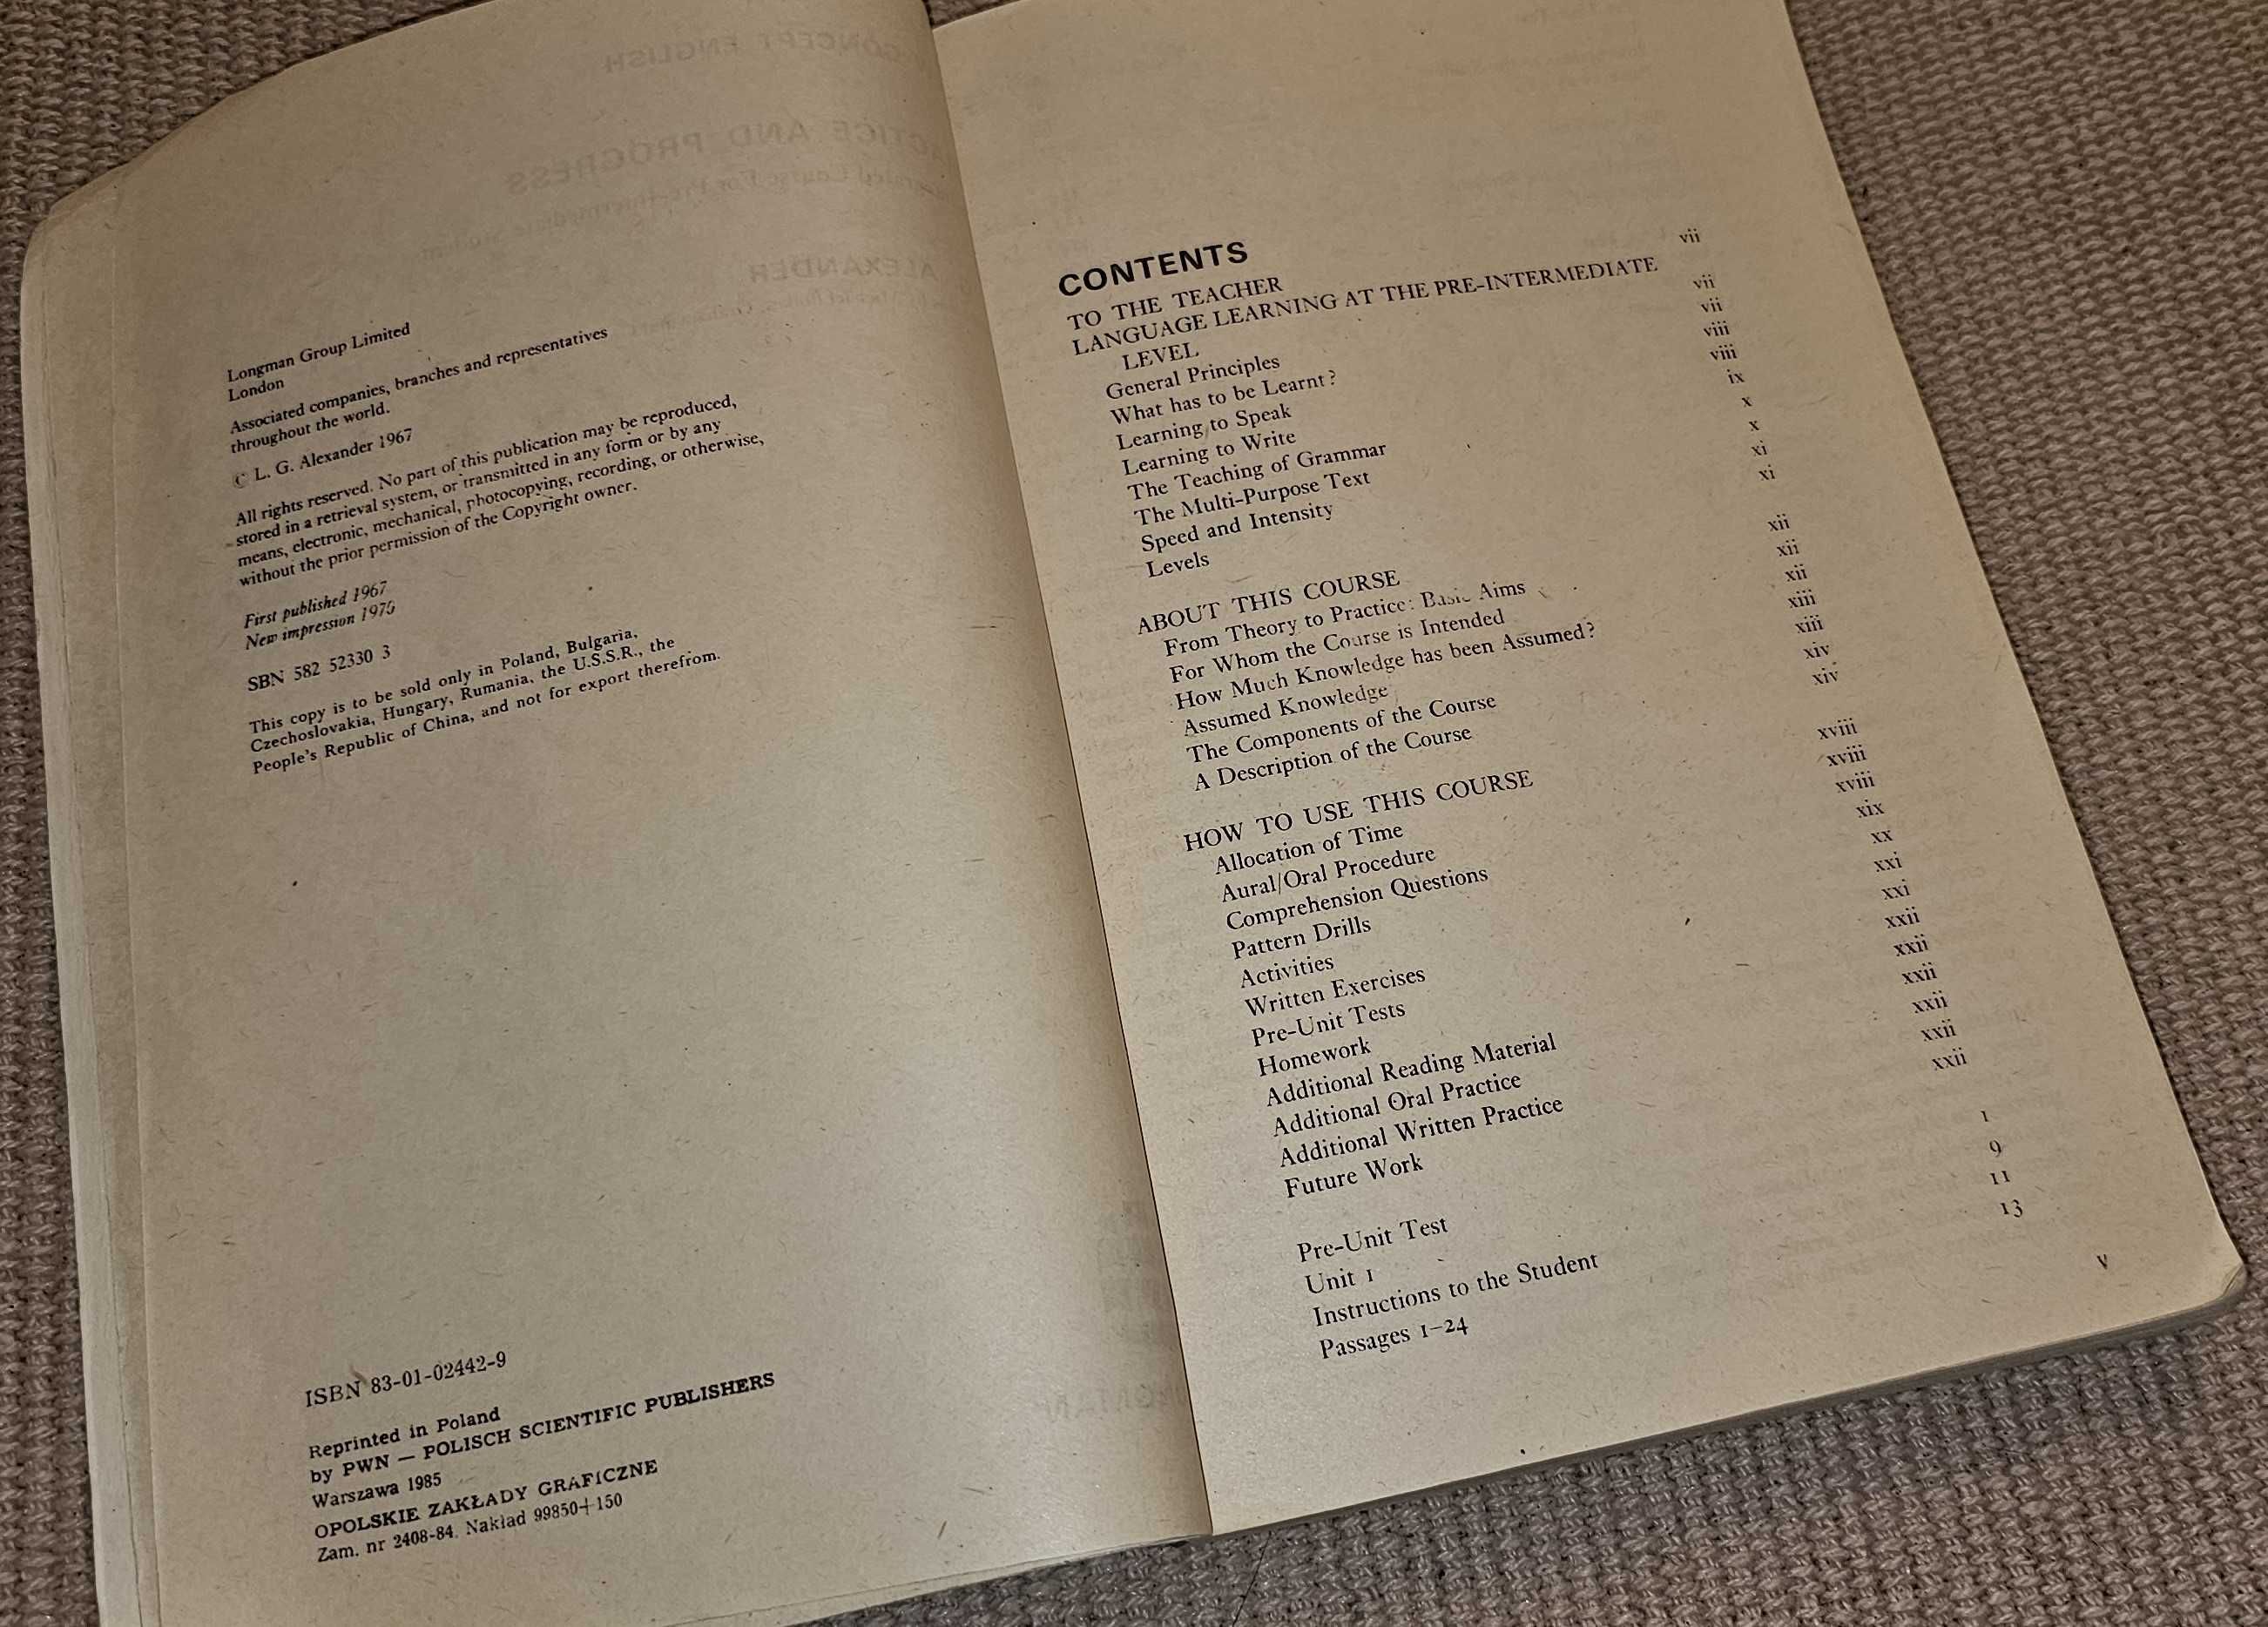 Longman Group Limited
London
Associated companies, branches and representatives
throughout the world.
© L. G. Alexander 1967
All rights reserved. No part of this publication may be reproduced,
stored in a retrieval system, or transmitted in any form or by any
means, electronic, mechanical, photocopying, recording, or otherwise,
without the prior permission of the Copyright owner.
First published 1967
New impression
SBN 582 52330 3
This copy is to be sold only in Poland, Bulgaria,
Czechoslovakia, Hungary, Rumania, the U.S.S.R., the
People's Republic of China, and not for export therefrom.
ISBN 83-01-02442-9
Reprinted in Poland
by PWN — POLISCH SCIENTIFIC PUBLISHERS
Warszawa 1985
OPOLSKIE ZAKŁADY GRAFICZNE
Zam. nr 2408-84. Nakład 99850+150
CONTENTS
TO THE TEACHER vii
LANGUAGE LEARNING AT THE PRE-INTERMEDIATE
LEVEL vii
General Principles vii
What has to be Learnt? viii
Learning to Speak viii
Learning to Write ix
The Teaching of Grammar x
The Multi-Purpose Text x
Speed and Intensity xi
Levels xi
ABOUT THIS COURSE xii
From Theory to Practice: Basic Aims xii
For Whom the Course is Intended xii
How Much Knowledge has been Assumed? xiii
Assumed Knowledge xiii
The Components of the Course xiv
A Description of the Course xiv
HOW TO USE THIS COURSE xviii
Allocation of Time xviii
Aural/Oral Procedure xviii
Comprehension Questions xix
Pattern Drills xx
Activities xxi
Written Exercises xxi
Pre-Unit Tests xxii
Homework xxii
Additional Reading Material xxii
Additional Oral Practice xxii
Additional Written Practice xxii
Future Work xxii
Pre-Unit Test 1
Unit 1 9
Instructions to the Student 11
Passages 1–24 13
v